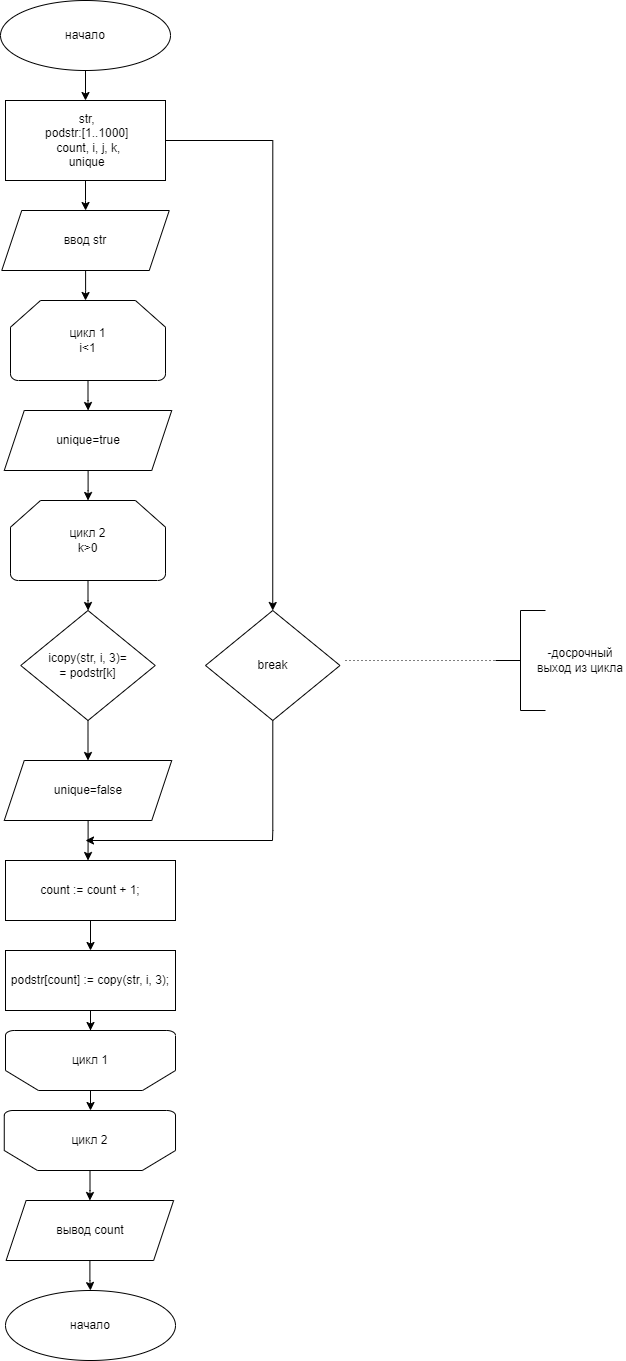 начало
str,
podstr:[1..1000]
count, i, j, k,
unique
ввод str
цикл 1
i<1
unique=true
цикл 2
k>0
icopy(str, i, 3)=
= podstr[k]
break
-досрочный
выход из цикла
unique=false
count := count + 1;
podstr[count] := copy(str, i, 3);
цикл 1
цикл 2
вывод count
начало